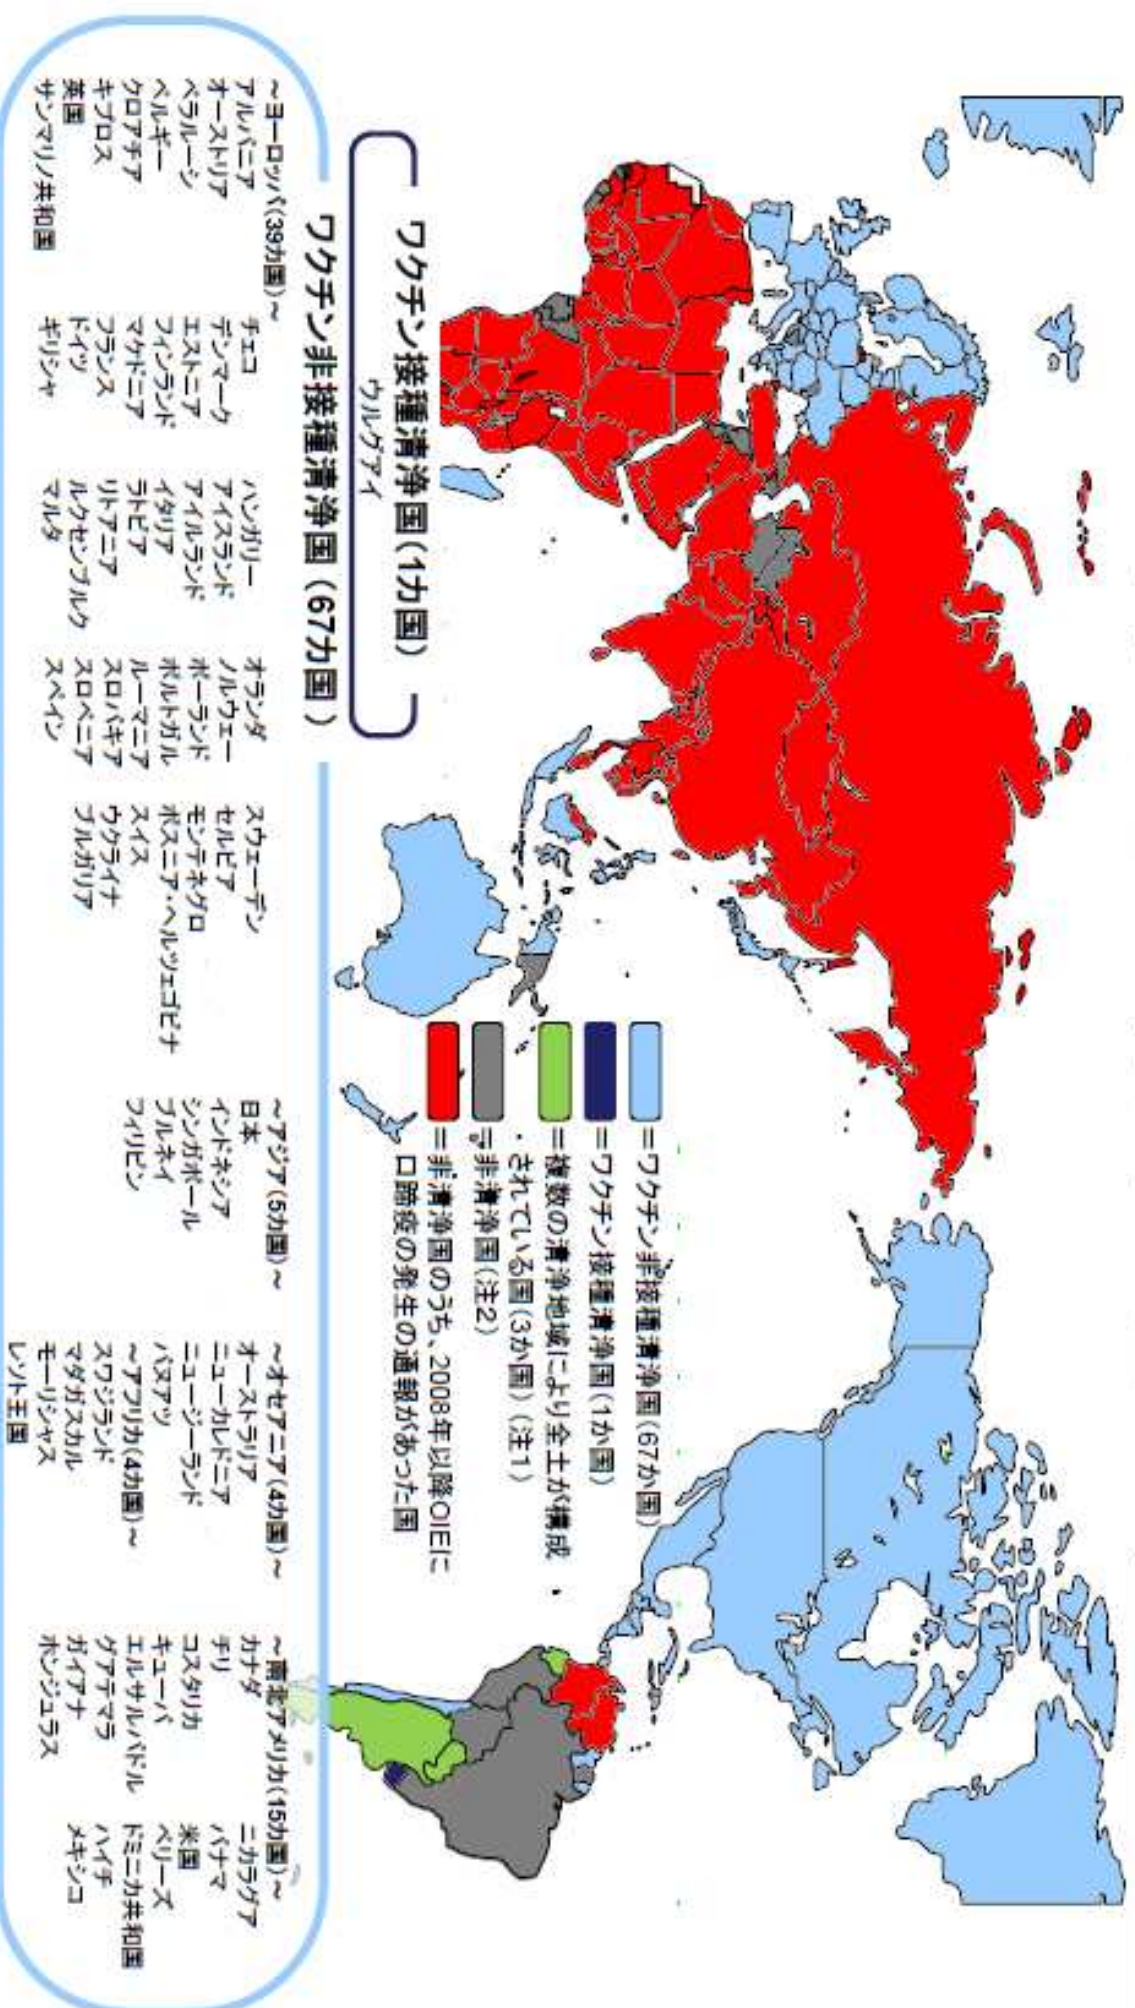 =ワクチン非接種清浄国(67か国)
=ワクチン接種清浄国(1か国)
=複数の清浄地域により全土が構成
されている国(3か国)(注1)
=非清浄国(注2)
=非清浄国のうち、2008年以降OIEに
口蹄疫の発生の通報があった国
ワクチン接種清浄国(1カ国)
ウルグアイ
ワクチン非接種清浄国(67カ国)
～ヨーロッパ(39カ国)～
アルバニア
オーストリア
ベラルーシ
ベルギー
クロアチア
キプロス
英国
サンマリノ共和国
チェコ
デンマーク
エストニア
フィンランド
マケドニア
フランス
ドイツ
ギリシャ
ハンガリー
アイスランド
アイルランド
イタリア
ラトビア
リトアニア
ルクセンブルク
マルタ
オランダ
ノルウェー
ポーランド
ポルトガル
ルーマニア
スロバキア
スロベニア
スペイン
スウェーデン
セルビア
モンテネグロ
ボスニア・ヘルツェゴビナ
スイス
ウクライナ
ブルガリア
～アジア(5カ国)～
日本
インドネシア
シンガポール
ブルネイ
フィリピン
～オセアニア(4カ国)～
オーストラリア
ニューカレドニア
ニュージーランド
バヌアツ
～アフリカ(4カ国)～
スワジランド
マダガスカル
モーリシャス
レソト王国
～南北アメリカ(15カ国)～
カナダ
チリ
コスタリカ
キューバ
エルサルバドル
グアテマラ
ガイアナ
ホンジュラス
ニカラグア
パナマ
米国
ベリーズ
ドミニカ共和国
ハイチ
メキシコ